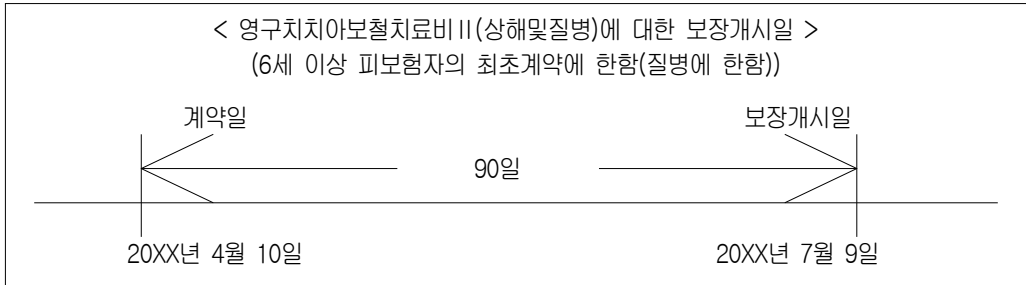 < 영구치치아보철치료비Ⅱ(상해및질병)에 대한 보장개시일 >
(6세 이상 피보험자의 최초계약에 한함(질병에 한함))
계약일 보장개시일
90일
20XX년 4월 10일 20XX년 7월 9일